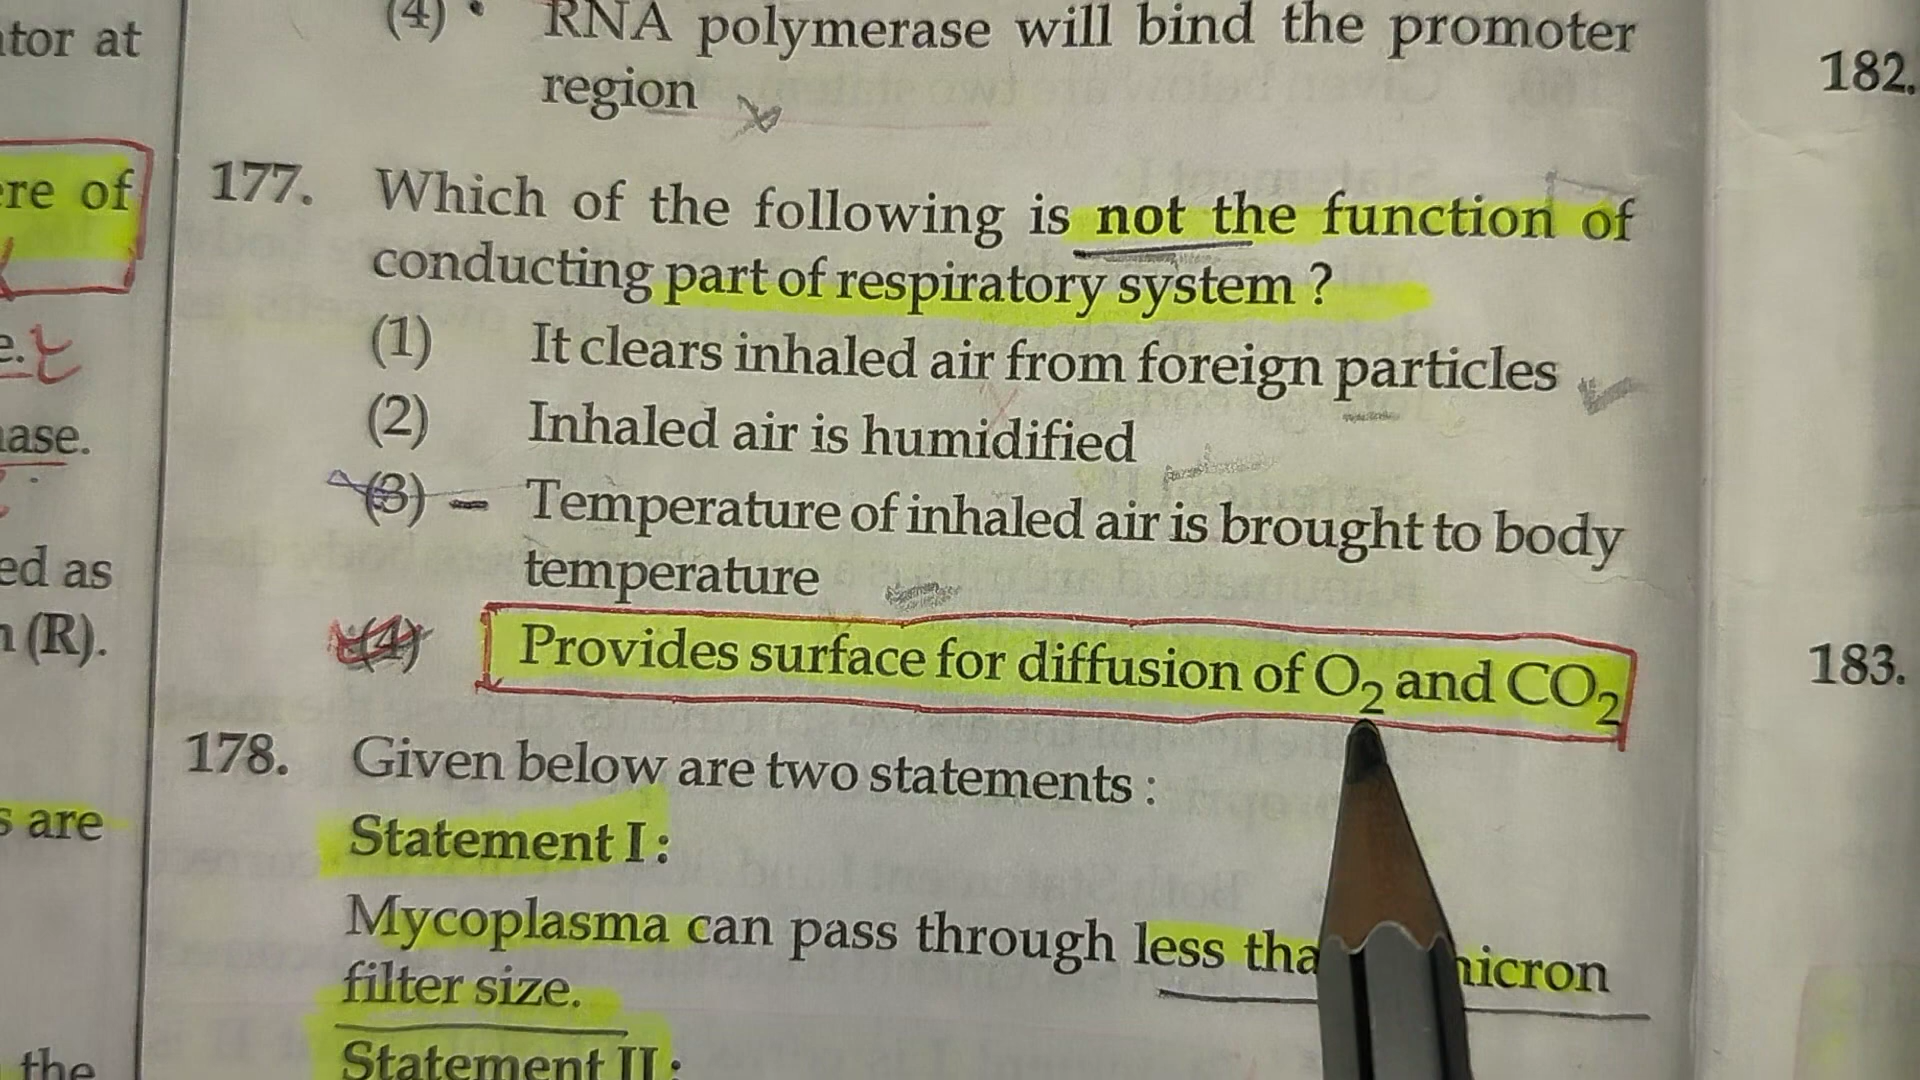 tor at
ere of
e.
ase.
ed as
n (R).
s are
the
(4) RNA polymerase will bind the promoter
region
177. Which of the following is not the function of
conducting part of respiratory system ?
(1) It clears inhaled air from foreign particles
(2) Inhaled air is humidified
(3) Temperature of inhaled air is brought to body
temperature
(4) Provides surface for diffusion of O₂ and CO₂
178. Given below are two statements :
Statement I :
Mycoplasma can pass through less tha micron
filter size.
Statement II :
182.
183.